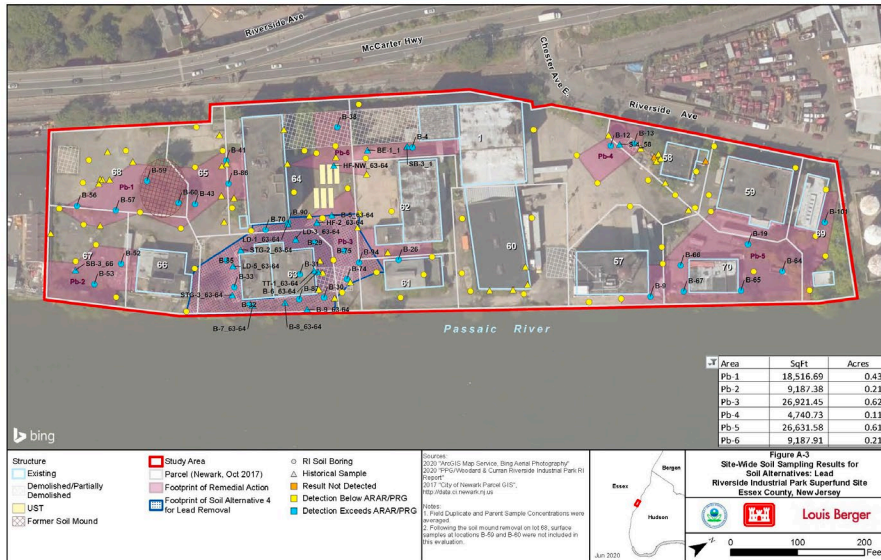 Riverside Ave
McCarter Hwy
Chester Ave E.
Riverside Ave
B-38
B-4
1
B-12
B-13
S-4_58
58
Pb-4
BE-1_1
SB-3_1
Pb-6
HF-NW_63-64
B-41
65
68
B-59
Pb-1
B-86
64
B-56
B-57
B-60
B-43
59
B-101
62
B-90
B-70
HF-2_63-64
LD-1_63-64
B-19
60
STG-2_63-64
Pb-3
B-75
B-94
B-26
69
Pb-5
67
B-52
SB-3_66
66
B-53
Pb-2
LD-5_63-64
B-33
63
TT-1_63-64
B-74
61
57
B-68
70
B-64
B-65
B-67
STG-3_63-64
B-87
B-30
B-7_63-64
B-8_63-64
B-9_63-64
Passaic River
bing
Area SqFt Acres
Pb-1 18,516.69 0.43
Pb-2 9,187.38 0.21
Pb-3 26,921.45 0.62
Pb-4 4,740.73 0.11
Pb-5 26,631.58 0.61
Pb-6 9,187.91 0.21
Structure
Existing
Demolished/Partially
Demolished
UST
Former Soil Mound
Study Area
Parcel (Newark, Oct 2017)
Footprint of Remedial Action
Footprint of Soil Alternative 4
for Lead Removal
RI Soil Boring
Historical Sample
Result Not Detected
Detection Below ARAR/PRG
Detection Exceeds ARAR/PRG
Sources:
2020 "ArcGIS Map Service, Bing Aerial Photography"
2020 "PPG/Woodard & Curran Riverside Industrial Park RI
Report"
2017 "City of Newark Parcel GIS",
http://data.ci.newark.nj.us
Notes:
1. Field Duplicate and Parent Sample Concentrations were
averaged.
2. Following the soil mound removal on lot 68, surface
samples at locations B-59 and B-60 were not included in
this evaluation.
Bergen
Essex
Hudson
Jun 2020
Figure A-3
Site-Wide Soil Sampling Results for
Soil Alternatives: Lead
Riverside Industrial Park Superfund Site
Essex County, New Jersey
Louis Berger
0 100 200
Feet